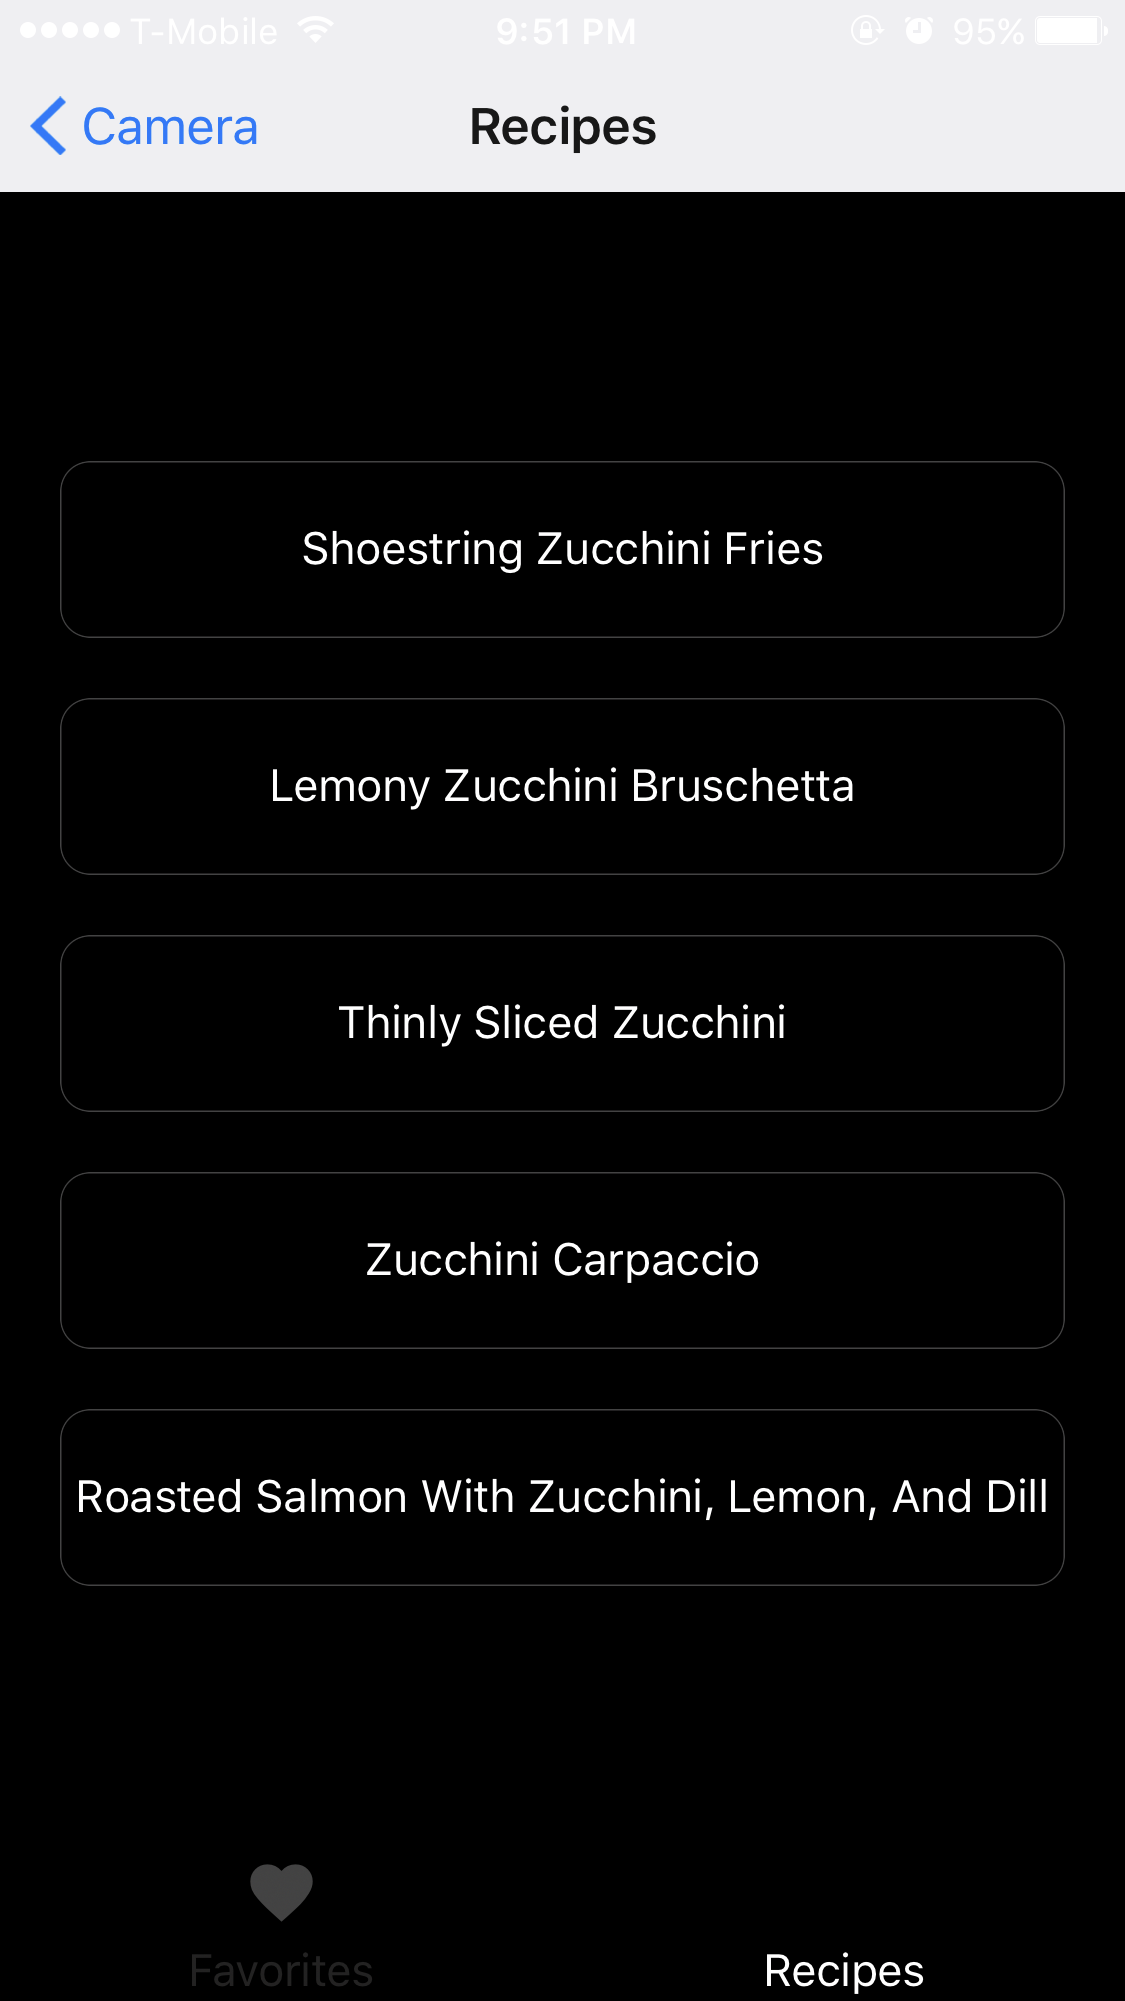 T-Mobile 9:51 PM 95%
Camera Recipes
Shoestring Zucchini Fries
Lemony Zucchini Bruschetta
Thinly Sliced Zucchini
Zucchini Carpaccio
Roasted Salmon With Zucchini, Lemon, And Dill
Favorites Recipes